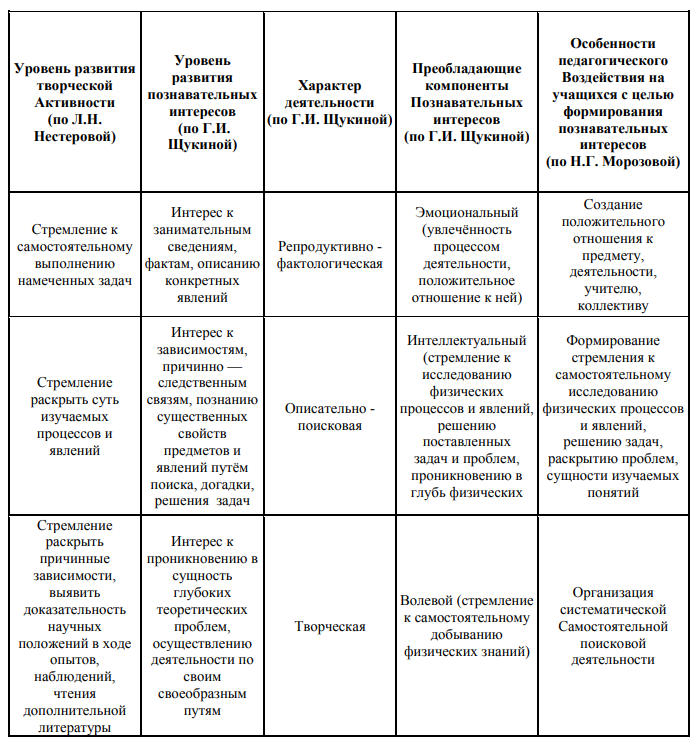 Уровень развития
творческой
Активности
(по Л.Н.
Нестеровой)
Уровень
развития
познавательных
интересов
(по Г.И.
Щукиной)
Характер
деятельности
(по Г.И. Щукиной)
Преобладающие
компоненты
Познавательных
интересов
(по Г.И. Щукиной)
Особенности
педагогического
Воздействия на
учащихся с целью
формирования
познавательных
интересов
(по Н.Г. Морозовой)
Стремление к
самостоятельному
выполнению
намеченных задач
Интерес к
занимательным
сведениям,
фактам, описанию
конкретных
явлений
Репродуктивно -
фактологическая
Эмоциональный
(увлечённость
процессом
деятельности,
положительное
отношение к ней)
Создание
положительного
отношения к
предмету,
деятельности,
учителю,
коллективу
Стремление
раскрыть суть
изучаемых
процессов и
явлений
Интерес к
зависимостям,
причинно —
следственным
связям, познанию
существенных
свойств
предметов и
явлений путём
поиска, догадки,
решения задач
Описательно -
поисковая
Интеллектуальный
(стремление к
исследованию
физических
процессов и явлений,
решению
поставленных
задач и проблем,
проникновению в
глубь физических
Формирование
стремления к
самостоятельному
исследованию
физических процессов
и явлений,
решению задач,
раскрытию проблем,
сущности изучаемых
понятий
Стремление
раскрыть
причинные
зависимости,
выявить
доказательность
научных
положений в ходе
опытов,
наблюдений,
чтения
дополнительной
литературы
Интерес к
проникновению в
сущность
глубоких
теоретических
проблем,
осуществлению
деятельности по
своим
своеобразным
путям
Творческая
Волевой (стремление
к самостоятельному
добыванию
физических знаний)
Организация
систематической
Самостоятельной
поисковой
деятельности